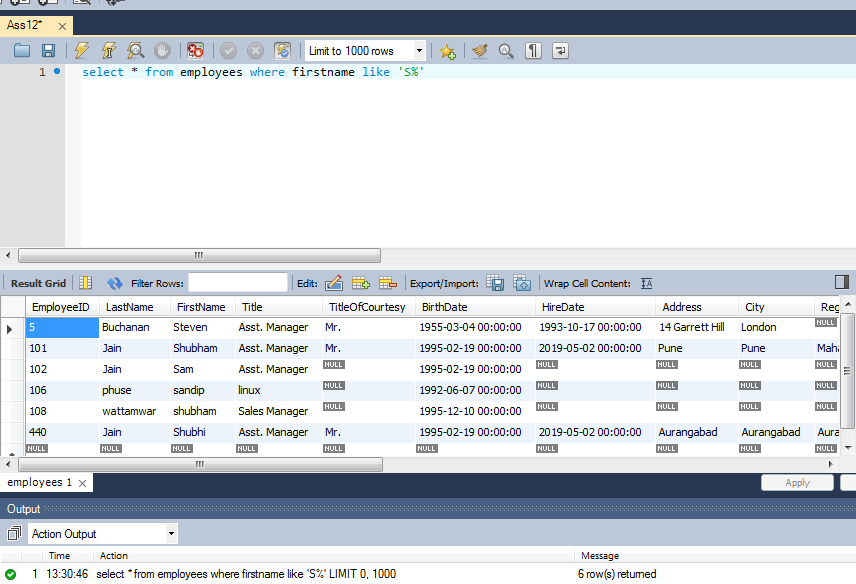 Ass12*
Limit to 1000 rows
1 select * from employees where firstname like 'S%'
Result Grid Filter Rows: Edit: Export/Import: Wrap Cell Content:
EmployeeID LastName FirstName Title TitleOfCourtesy BirthDate HireDate Address City Reg
5 Buchanan Steven Asst. Manager Mr. 1955-03-04 00:00:00 1993-10-17 00:00:00 14 Garrett Hill London NULL
101 Jain Shubham Asst. Manager Mr. 1995-02-19 00:00:00 2019-05-02 00:00:00 Pune Pune Maha
102 Jain Sam Asst. Manager NULL 1995-02-19 00:00:00 NULL NULL NULL NULL
106 phuse sandip linux NULL 1992-06-07 00:00:00 NULL NULL NULL NULL
108 wattamwar shubham Sales Manager NULL 1995-12-10 00:00:00 NULL NULL NULL NULL
440 Jain Shubhi Asst. Manager Mr. 1995-02-19 00:00:00 2019-05-02 00:00:00 Aurangabad Aurangabad Aura
NULL NULL NULL NULL NULL NULL NULL NULL NULL NULL
employees 1 Apply
Output
Action Output
Time Action Message
1 13:30:46 select * from employees where firstname like 'S%' LIMIT 0, 1000 6 row(s) returned